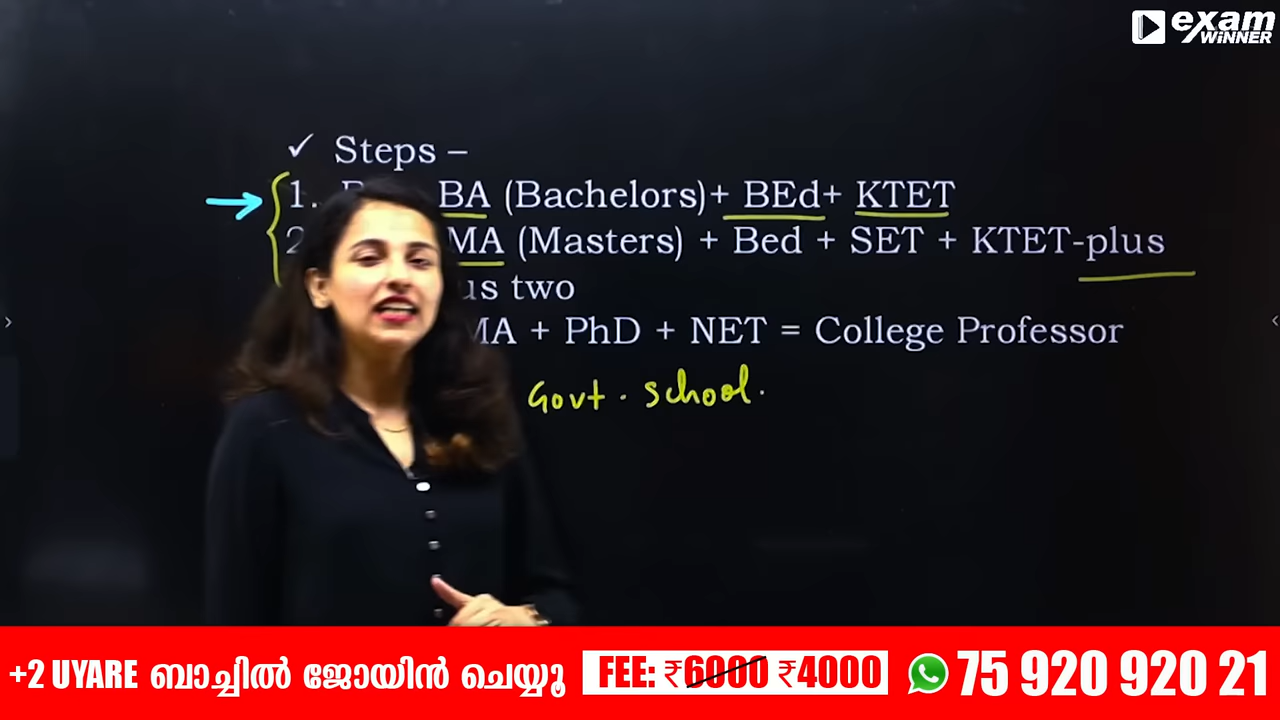 exam
WINNER
✓ Steps –
1. BA (Bachelors)+ BEd+ KTET
2 MA (Masters) + Bed + SET + KTET-plus
us two
MA + PhD + NET = College Professor
Govt. School.
+2 UYARE ബാച്ചിൽ ജോയിൻ ചെയ്യൂ FEE: ₹6000 ₹4000 75 920 920 21